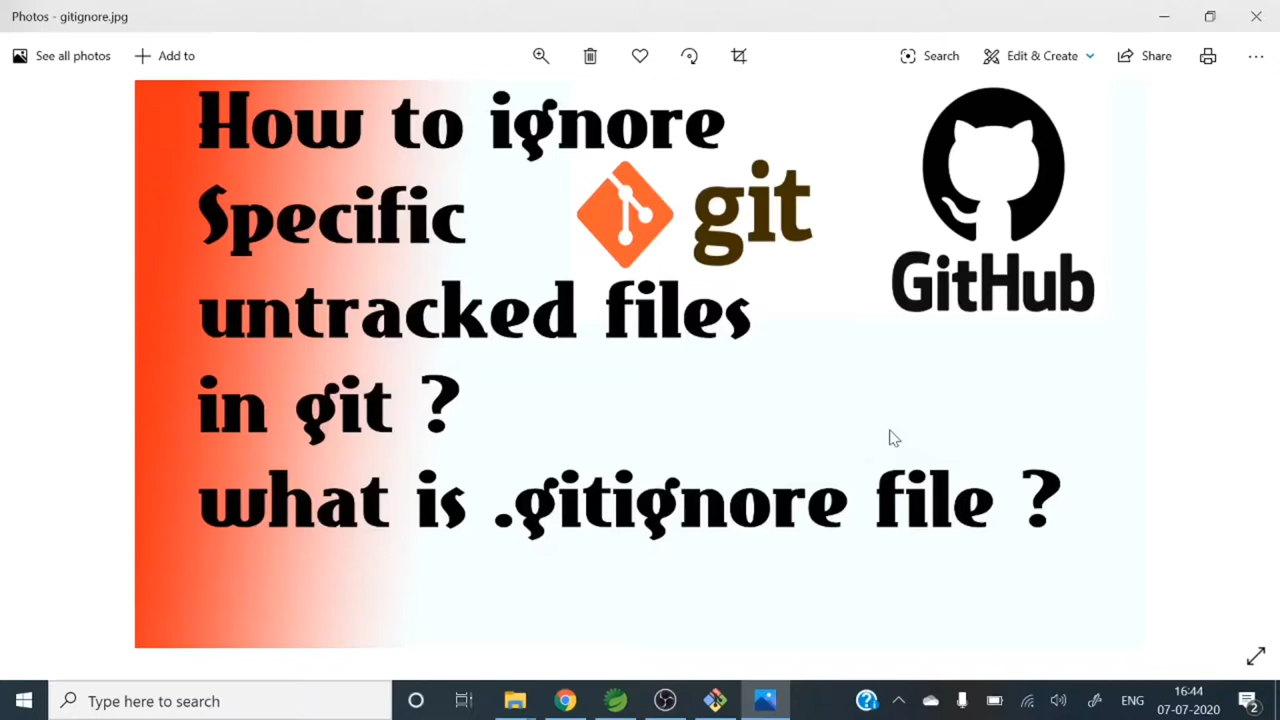 Photos - gitignore.jpg
See all photos
Add to
Search
Edit & Create
Share
How to ignore
Specific
git
GitHub
untracked files
in git ?
what is .gitignore file ?
Type here to search
ENG
16:44
07-07-2020
2